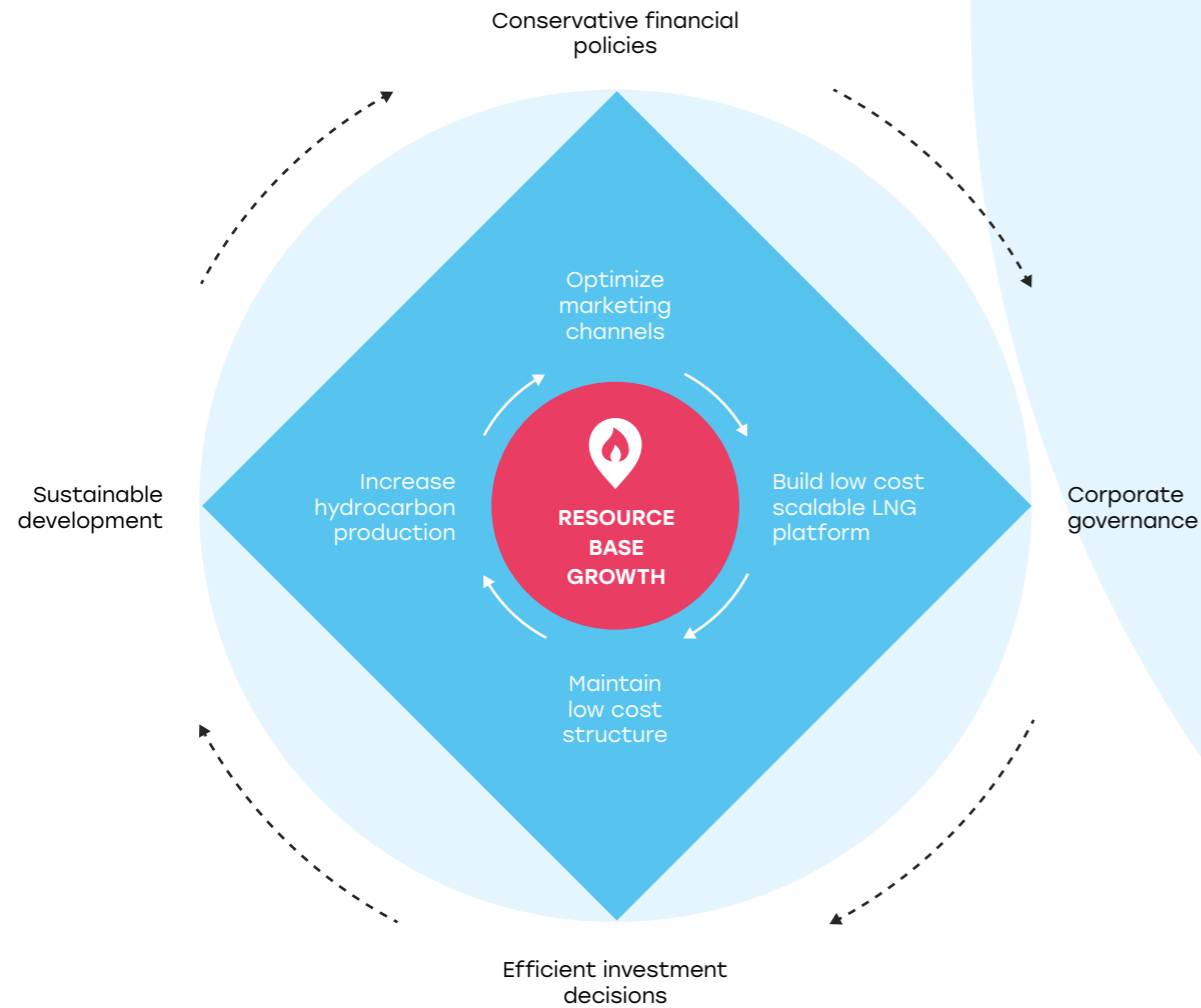 Conservative financial
policies
Optimize
marketing
channels
Sustainable
development
Increase
hydrocarbon
production
RESOURCE
BASE
GROWTH
Build low cost
scalable LNG
platform
Corporate
governance
Maintain
low cost
structure
Efficient investment
decisions